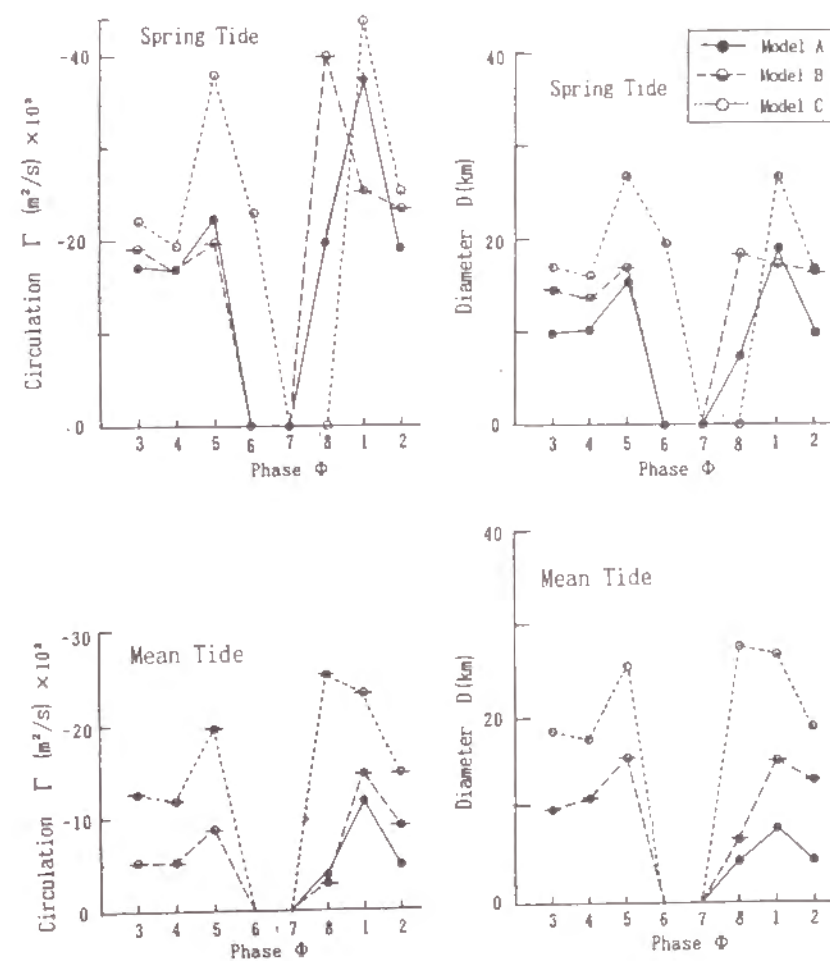 Spring Tide
Circulation Γ (m²/s) ×10³
-40
-20
-0
3 4 5 6 7 8 1 2
Phase Φ
Model A
Model B
Model C
Spring Tide
Diameter D(km)
40
20
0
3 4 5 6 7 8 1 2
Phase Φ
Mean Tide
Circulation Γ (m²/s) ×10³
-30
-20
-10
0
3 4 5 6 7 8 1 2
Phase Φ
Mean Tide
Diameter D(km)
40
20
0
3 4 5 6 7 8 1 2
Phase Φ